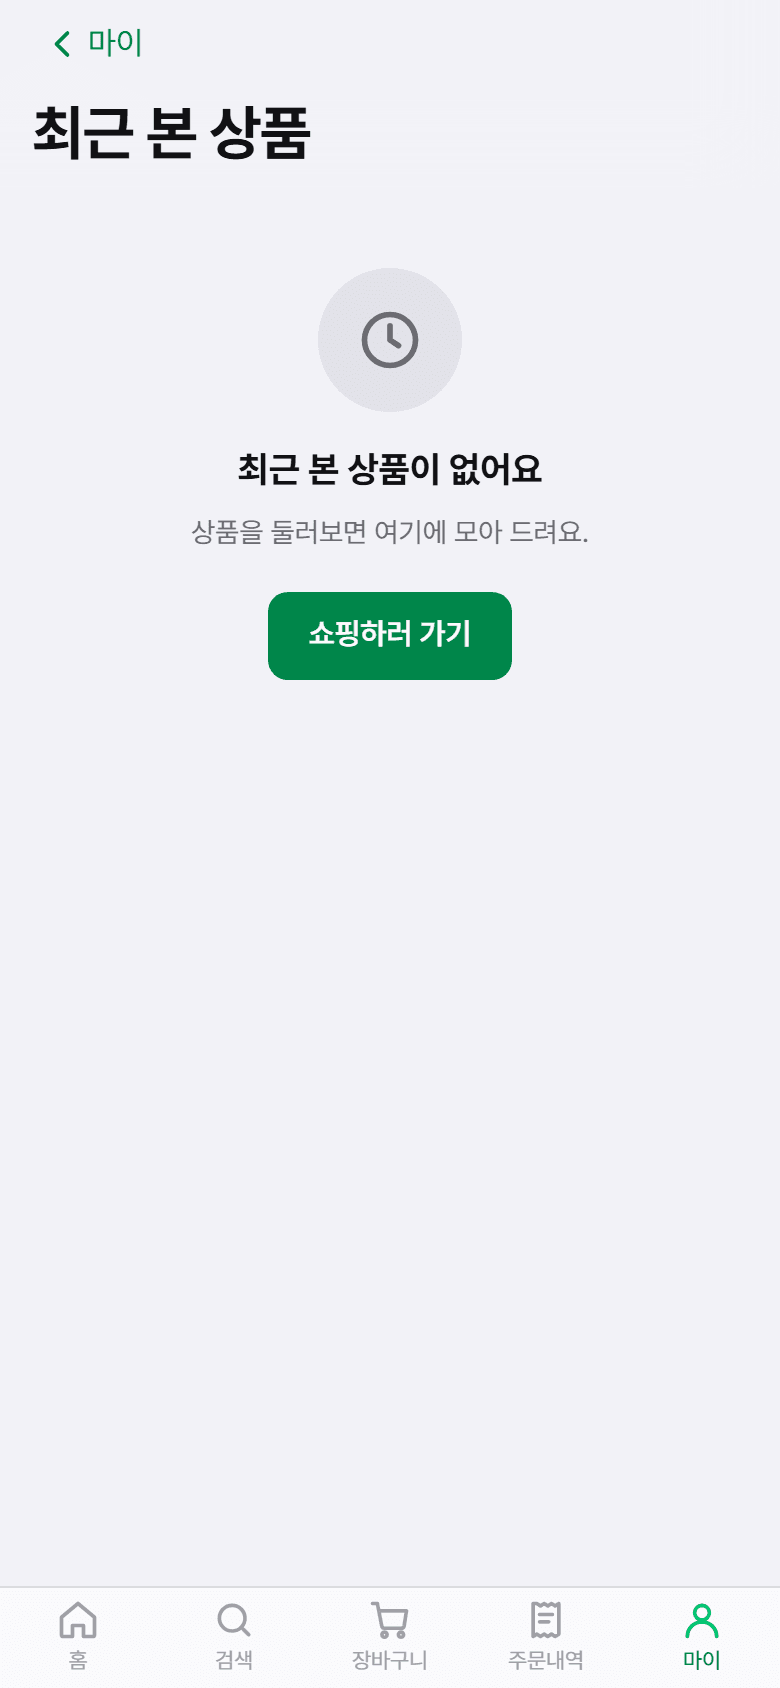 마이
최근 본 상품
최근 본 상품이 없어요
상품을 둘러보면 여기에 모아 드려요.
쇼핑하러 가기
홈
검색
장바구니
주문내역
마이